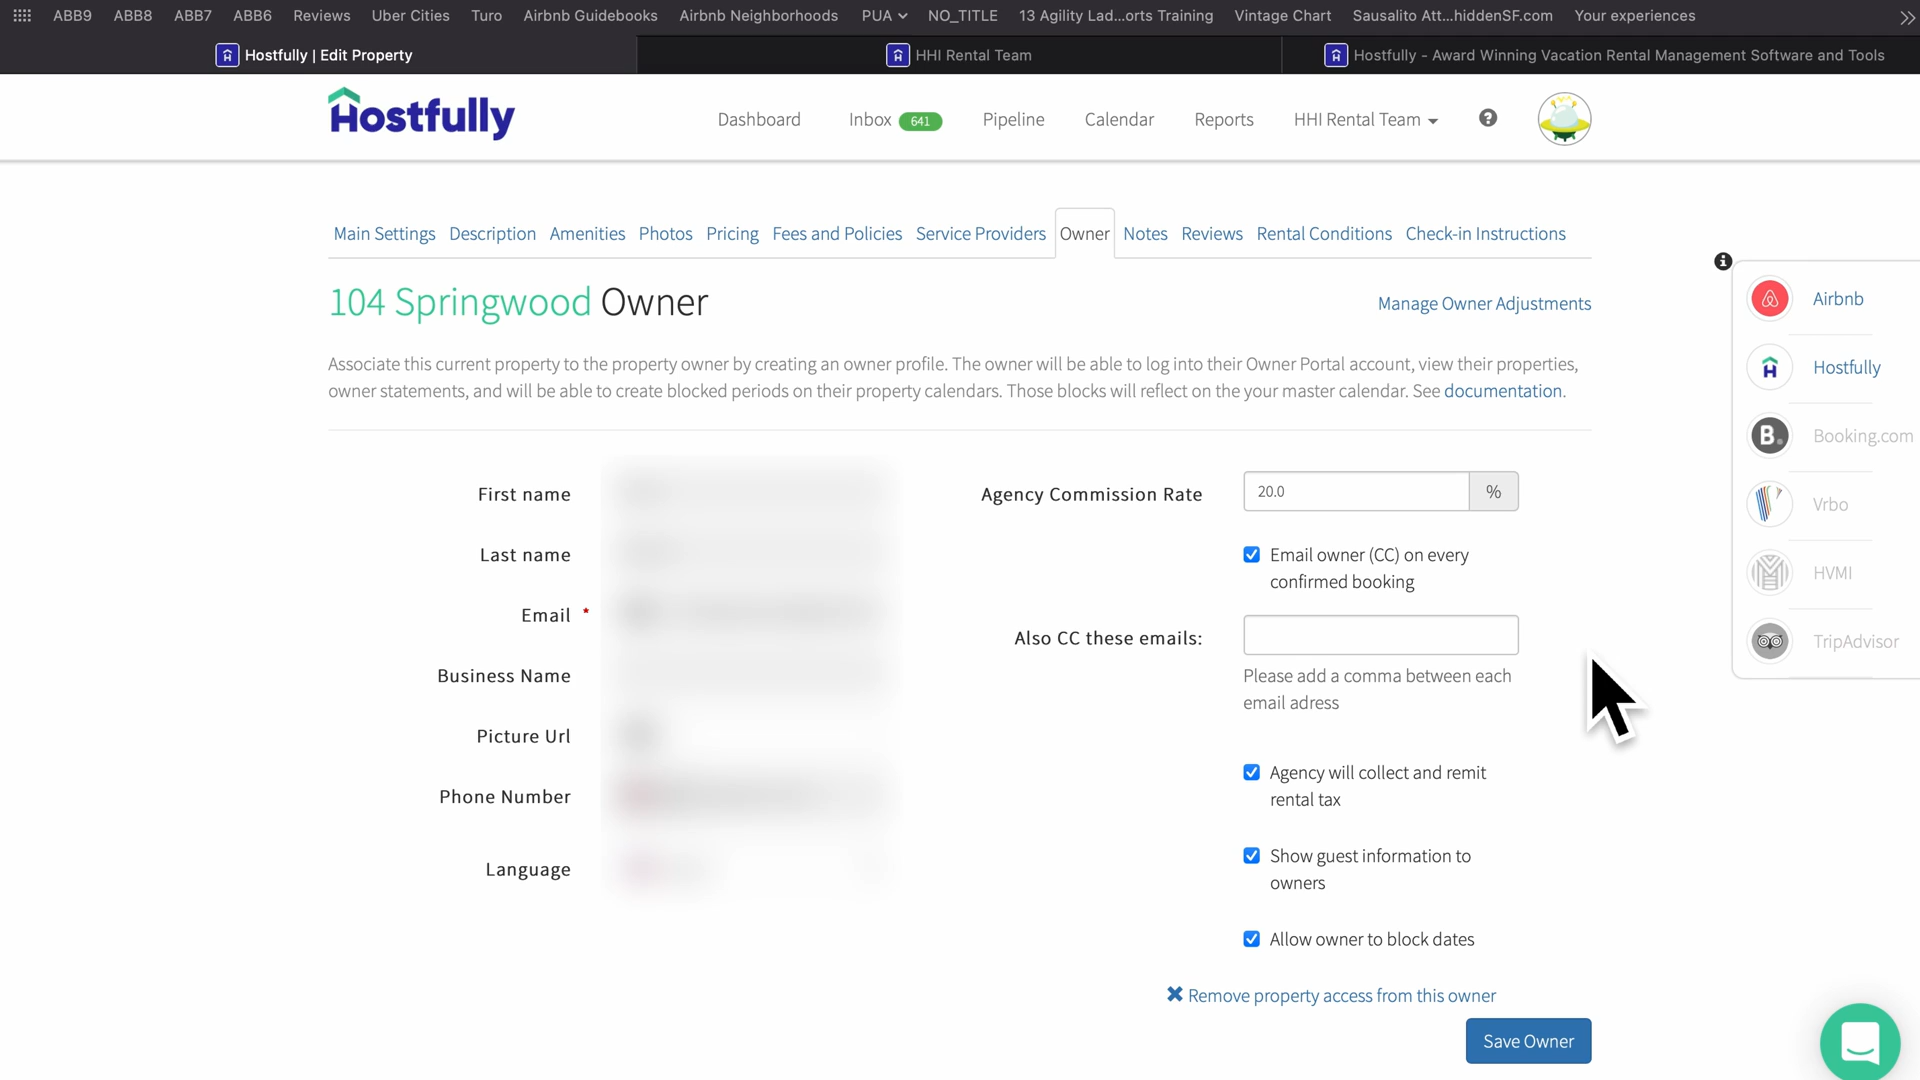 ABB9 ABB8 ABB7 ABB6 Reviews Uber Cities Turo Airbnb Guidebooks Airbnb Neighborhoods PUA NO_TITLE 13 Agility Lad...orts Training Vintage Chart Sausalito Att...hiddenSF.com Your experiences
Hostfully | Edit Property HHI Rental Team Hostfully - Award Winning Vacation Rental Management Software and Tools
Hostfully Dashboard Inbox 641 Pipeline Calendar Reports HHI Rental Team
Main Settings Description Amenities Photos Pricing Fees and Policies Service Providers Owner Notes Reviews Rental Conditions Check-in Instructions
104 Springwood Owner Manage Owner Adjustments
Associate this current property to the property owner by creating an owner profile. The owner will be able to log into their Owner Portal account, view their properties,
owner statements, and will be able to create blocked periods on their property calendars. Those blocks will reflect on the your master calendar. See documentation.
First name
Last name
Email *
Business Name
Picture Url
Phone Number
Language
Agency Commission Rate 20.0 %
Email owner (CC) on every
confirmed booking
Also CC these emails:
Please add a comma between each
email adress
Agency will collect and remit
rental tax
Show guest information to
owners
Allow owner to block dates
Remove property access from this owner
Save Owner
Airbnb
Hostfully
B. Booking.com
Vrbo
HVMI
TripAdvisor